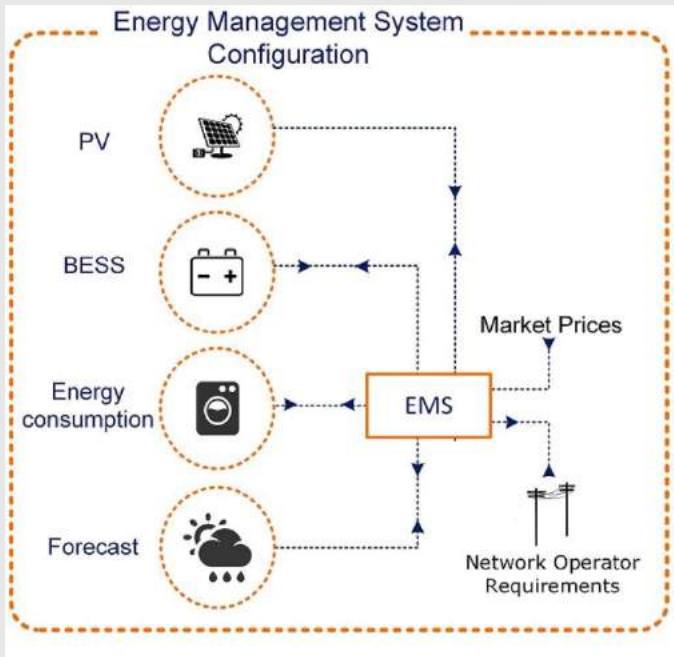 Energy Management System
Configuration
PV
BESS
Market Prices
Energy
consumption
EMS
Forecast
Network Operator
Requirements